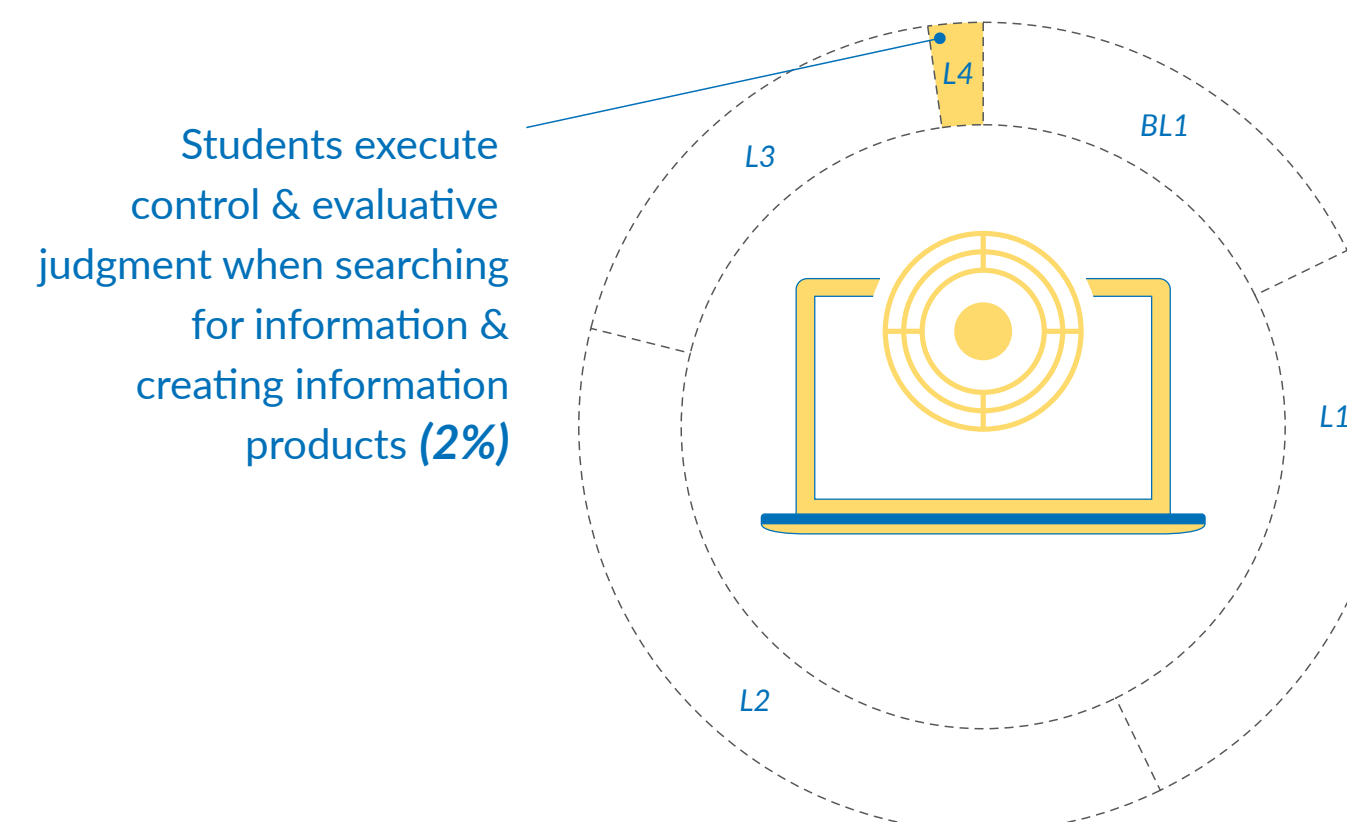 Students execute
control & evaluative
judgment when searching
for information &
creating information
products (2%)
L4
BL1
L3
L1
L2